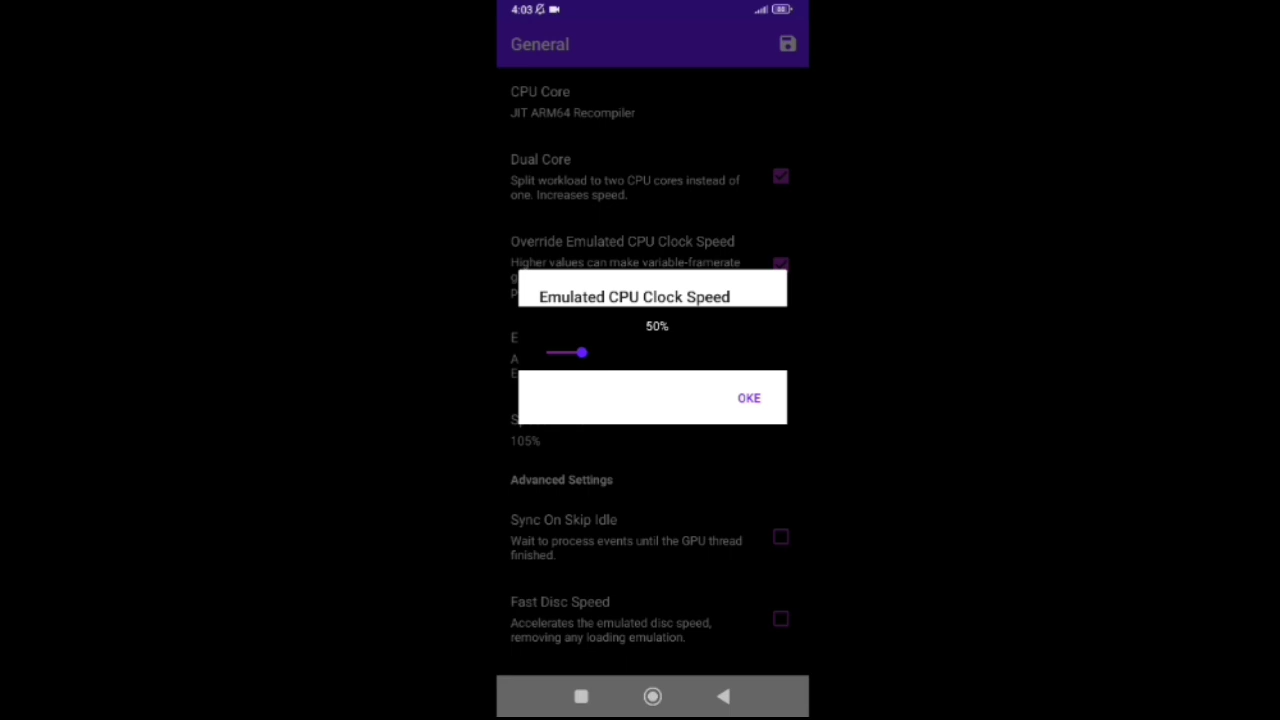 4:03
88
General
CPU Core
JIT ARM64 Recompiler
Dual Core
Split workload to two CPU cores instead of
one. Increases speed.
Override Emulated CPU Clock Speed
Higher values can make variable-framerate
Emulated CPU Clock Speed
50%
OKE
105%
Advanced Settings
Sync On Skip Idle
Wait to process events until the GPU thread
finished.
Fast Disc Speed
Accelerates the emulated disc speed,
removing any loading emulation.